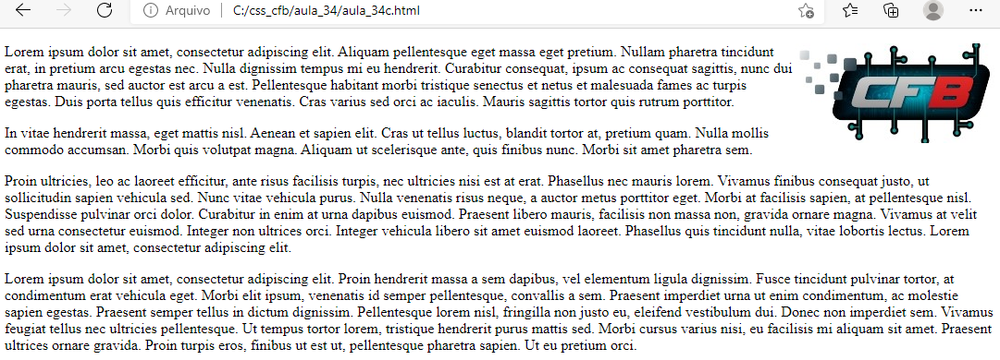 Arquivo C:/css_cfb/aula_34/aula_34c.html
Lorem ipsum dolor sit amet, consectetur adipiscing elit. Aliquam pellentesque eget massa eget pretium. Nullam pharetra tincidunt
erat, in pretium arcu egestas nec. Nulla dignissim tempus mi eu hendrerit. Curabitur consequat, ipsum ac consequat sagittis, nunc dui
pharetra mauris, sed auctor est arcu a est. Pellentesque habitant morbi tristique senectus et netus et malesuada fames ac turpis
egestas. Duis porta tellus quis efficitur venenatis. Cras varius sed orci ac iaculis. Mauris sagittis tortor quis rutrum porttitor.
CFB
In vitae hendrerit massa, eget mattis nisl. Aenean et sapien elit. Cras ut tellus luctus, blandit tortor at, pretium quam. Nulla mollis
commodo accumsan. Morbi quis volutpat magna. Aliquam ut scelerisque ante, quis finibus nunc. Morbi sit amet pharetra sem.
Proin ultricies, leo ac laoreet efficitur, ante risus facilisis turpis, nec ultricies nisi est at erat. Phasellus nec mauris lorem. Vivamus finibus consequat justo, ut
sollicitudin sapien vehicula sed. Nunc vitae vehicula purus. Nulla venenatis risus neque, a auctor metus porttitor eget. Morbi at facilisis sapien, at pellentesque nisl.
Suspendisse pulvinar orci dolor. Curabitur in enim at urna dapibus euismod. Praesent libero mauris, facilisis non massa non, gravida ornare magna. Vivamus at velit
sed urna consectetur euismod. Integer non ultrices orci. Integer vehicula libero sit amet euismod laoreet. Phasellus quis tincidunt nulla, vitae lobortis lectus. Lorem
ipsum dolor sit amet, consectetur adipiscing elit.
Lorem ipsum dolor sit amet, consectetur adipiscing elit. Proin hendrerit massa a sem dapibus, vel elementum ligula dignissim. Fusce tincidunt pulvinar tortor, at
condimentum erat vehicula eget. Morbi elit ipsum, venenatis id semper pellentesque, convallis a sem. Praesent imperdiet urna ut enim condimentum, ac molestie
sapien egestas. Praesent semper tellus in dictum dignissim. Pellentesque lorem nisl, fringilla non justo eu, eleifend vestibulum dui. Donec non imperdiet sem. Vivamus
feugiat tellus nec ultricies pellentesque. Ut tempus tortor lorem, tristique hendrerit purus mattis sed. Morbi cursus varius nisi, eu facilisis mi aliquam sit amet. Praesent
ultrices ornare gravida. Proin turpis eros, finibus ut est ut, pellentesque pharetra sapien. Ut eu pretium orci.